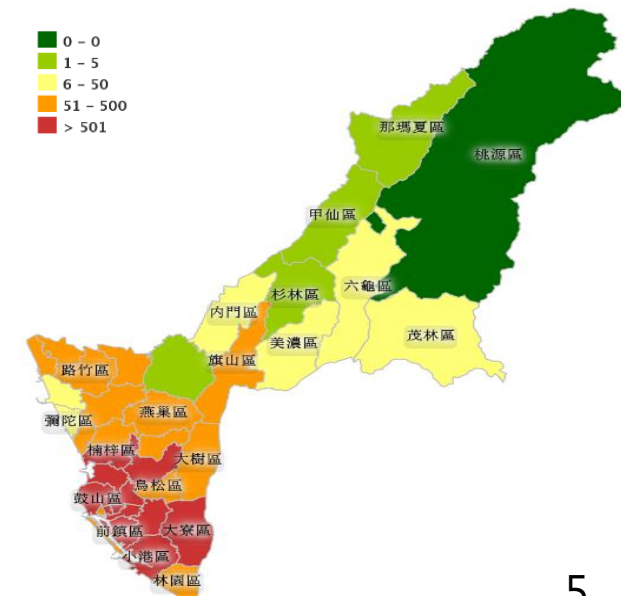 0 – 0
1 – 5
6 – 50
51 – 500
> 501
那瑪夏區
桃源區
甲仙區
六龜區
杉林區
內門區
茂林區
美濃區
旗山區
路竹區
燕巢區
彌陀區
楠梓區
大樹區
鳥松區
鼓山區
前鎮區
大寮區
小港區
林園區
5